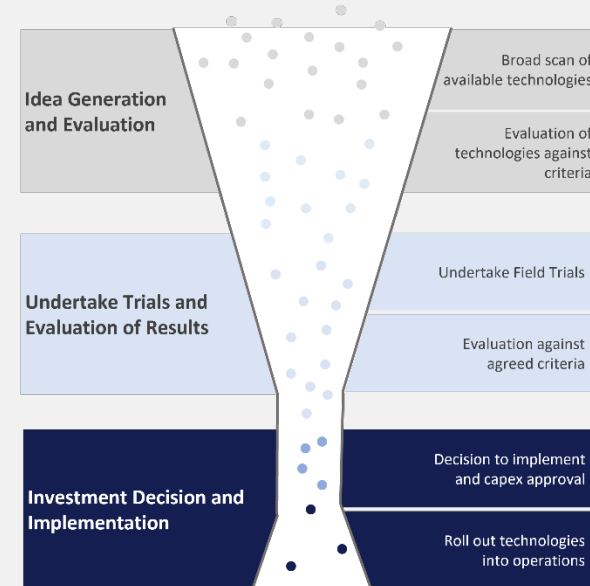 Idea Generation
and Evaluation
Broad scan of
available technologies
Evaluation of
technologies against
criteria
Undertake Trials and
Evaluation of Results
Undertake Field Trials
Evaluation against
agreed criteria
Investment Decision and
Implementation
Decision to implement
and capex approval
Roll out technologies
into operations